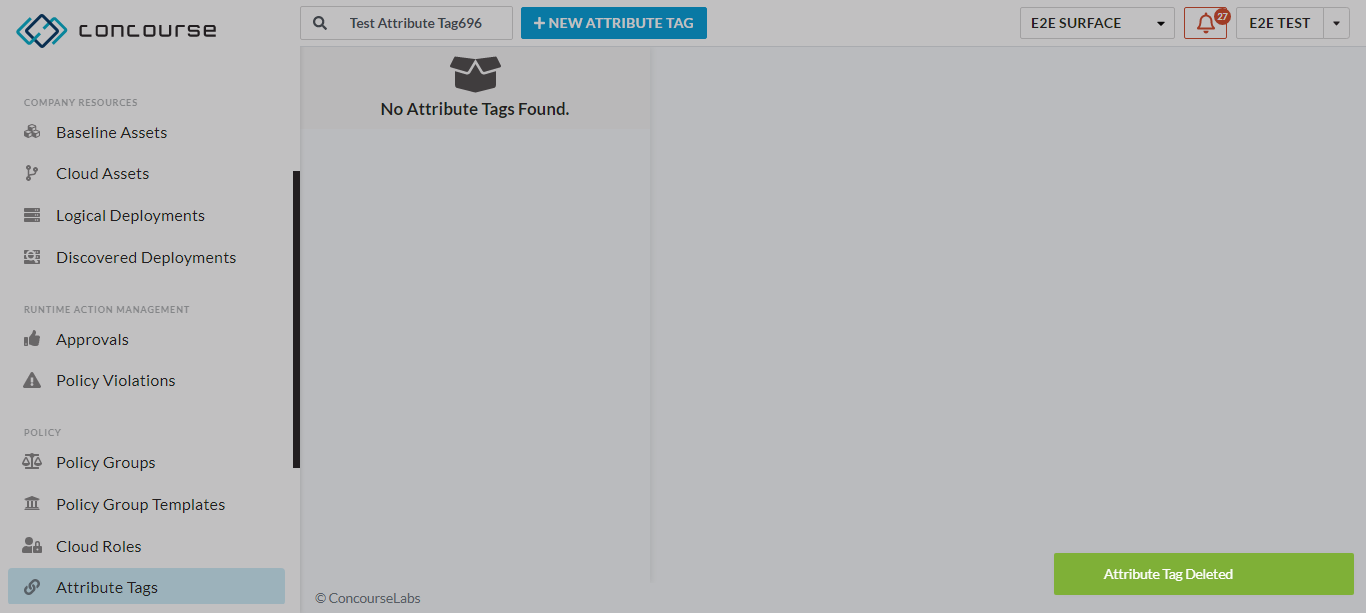 concourse
Test Attribute Tag696
+ NEW ATTRIBUTE TAG
E2E SURFACE
27
E2E TEST
COMPANY RESOURCES
Baseline Assets
Cloud Assets
Logical Deployments
Discovered Deployments
RUNTIME ACTION MANAGEMENT
Approvals
Policy Violations
POLICY
Policy Groups
Policy Group Templates
Cloud Roles
Attribute Tags
No Attribute Tags Found.
Attribute Tag Deleted
© ConcourseLabs